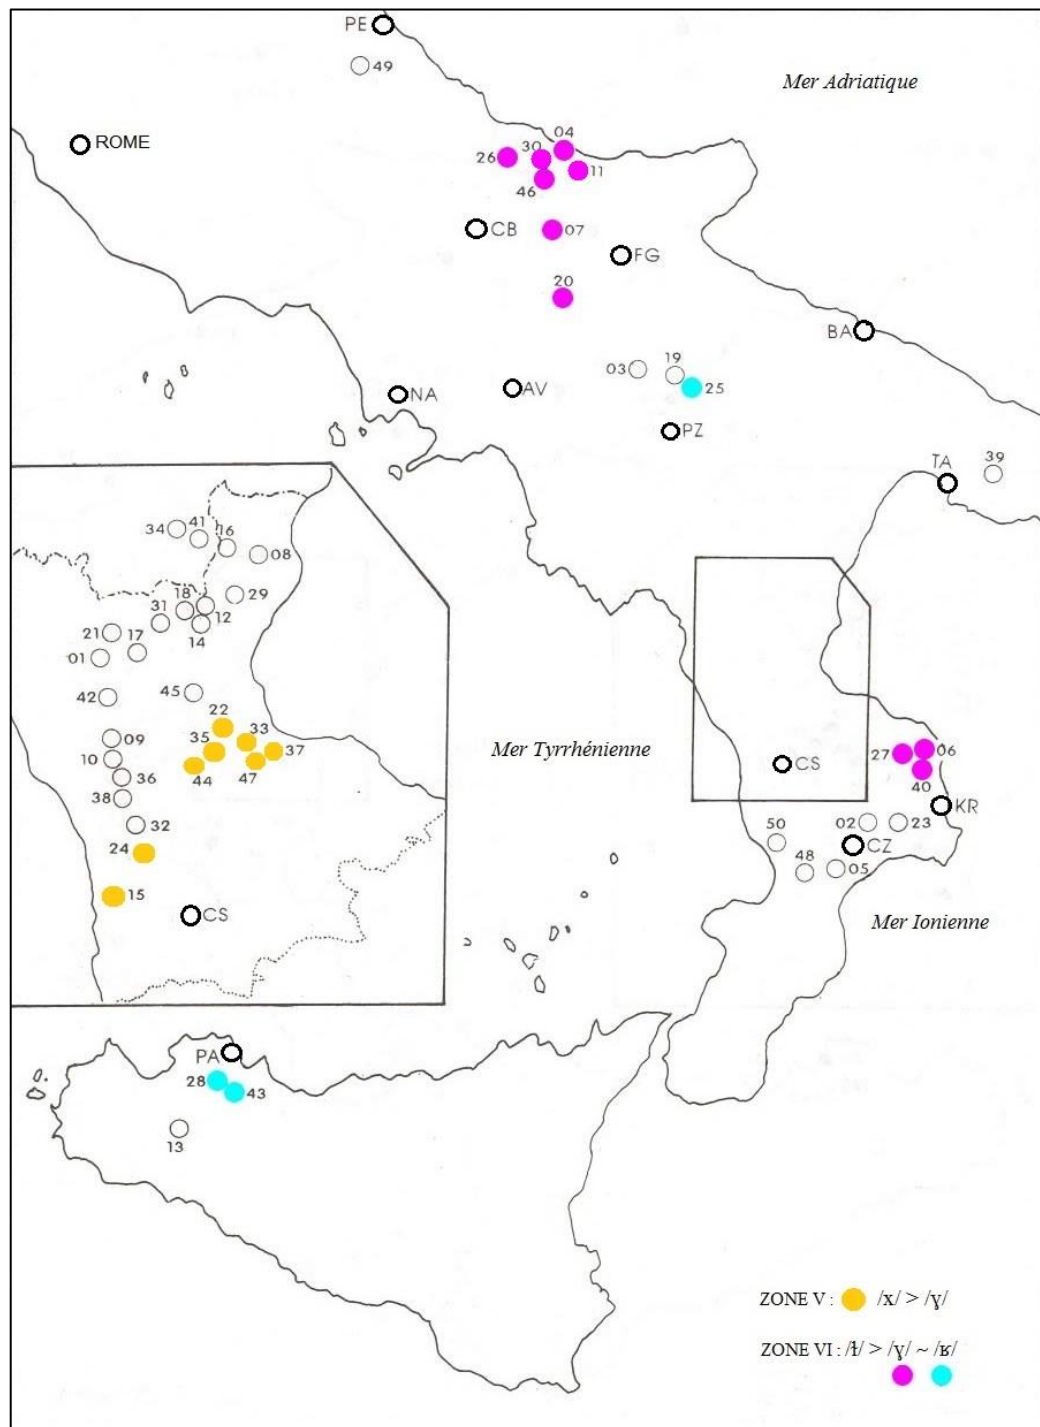 PE
49
Mer Adriatique
ROME
04
30
26
11
46
CB
07
FG
20
BA
03
19
25
NA
AV
PZ
TA
39
34
41
16
08
18
29
31
12
21
17
14
01
42
45
22
33
09
35
37
10
44
47
36
38
32
24
15
CS
Mer Tyrrhénienne
27
06
CS
40
KR
50
02
23
CZ
48
05
Mer Ionienne
PA
28
43
13
ZONE V : /x/ > /ɣ/
ZONE VI : /ɫ/ > /ɣ/ ~ /ʁ/